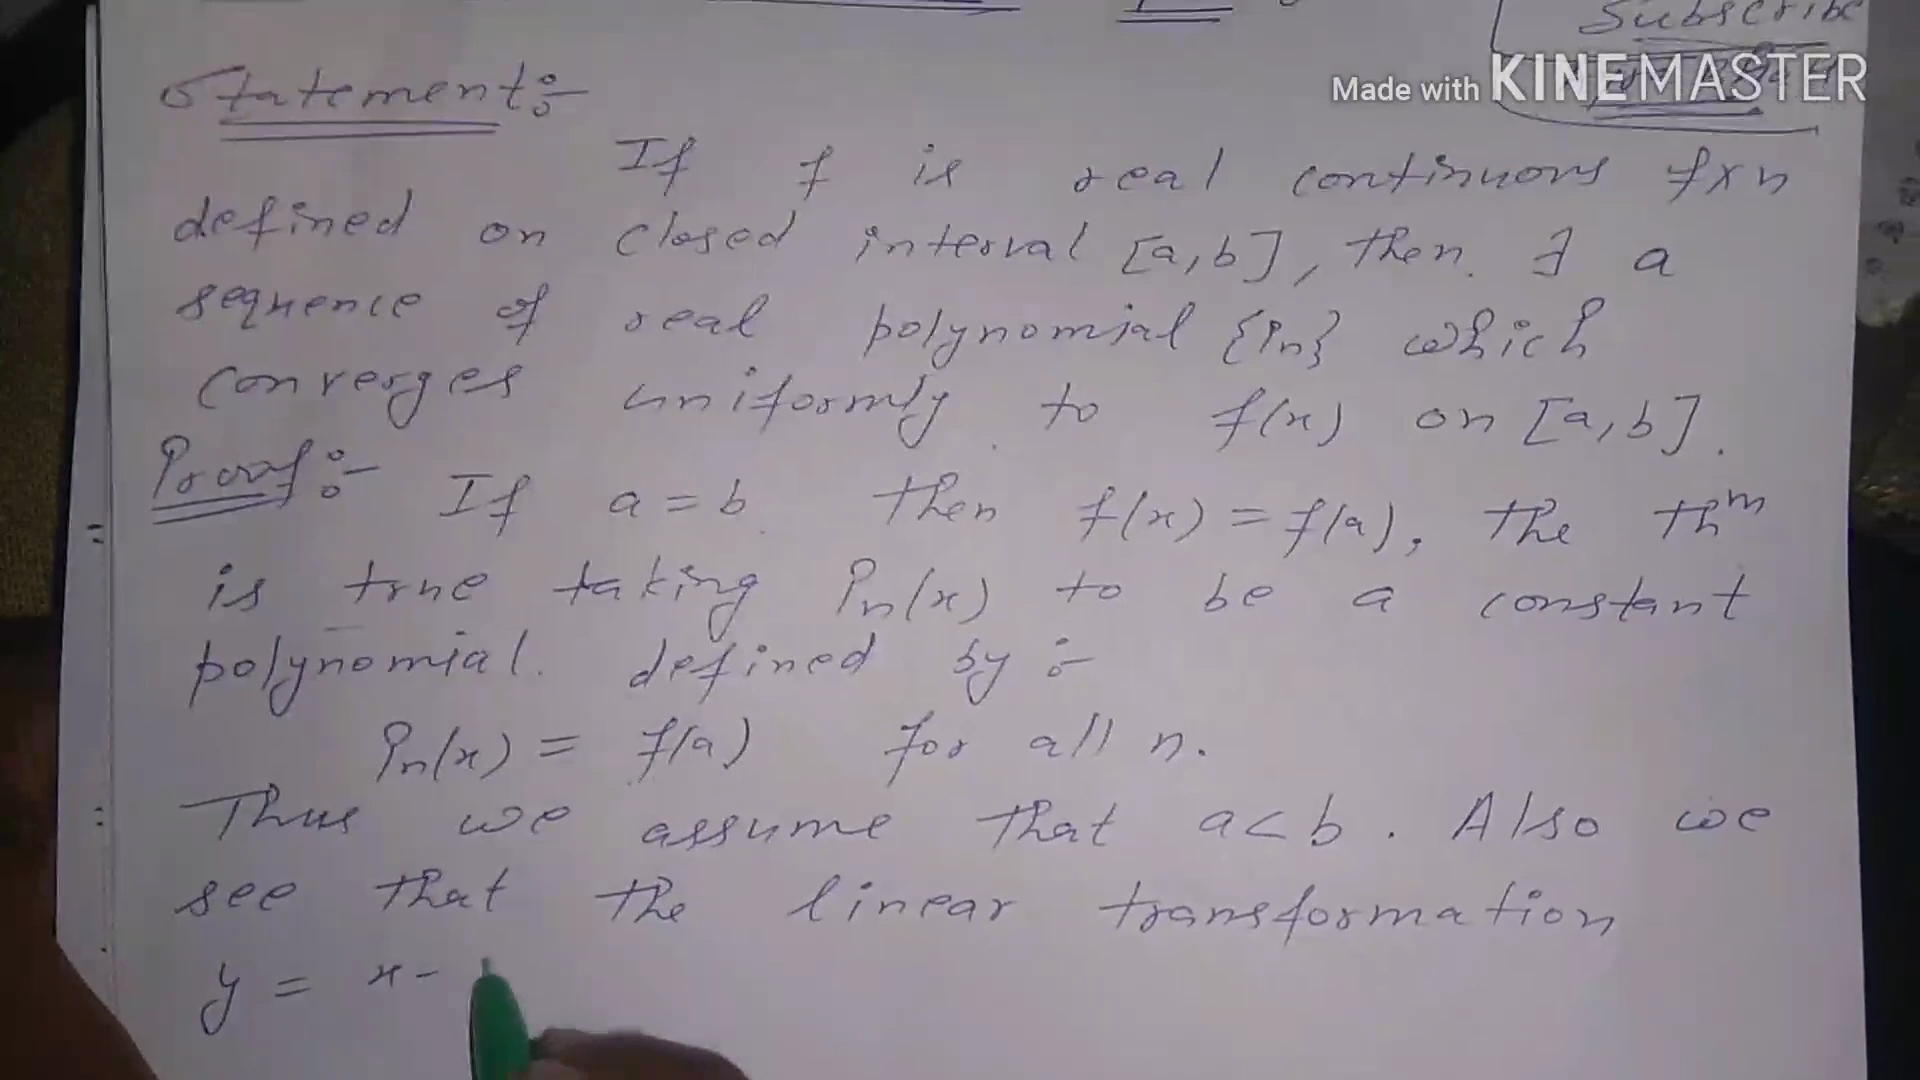 Subscribe
Made with KINEMASTER
Statement:-
If f is real continuous fxn
defined on closed interval [a,b], then ∃ a
sequence of real polynomial {Pn} which
converges uniformly to f(x) on [a,b].
Proof:- If a=b then f(x) = f(a), the thm
is true taking Pn(x) to be a constant
polynomial. defined by:-
Pn(x) = f(a) for all n.
Thus we assume that a<b. Also we
see that the linear transformation
y = x-